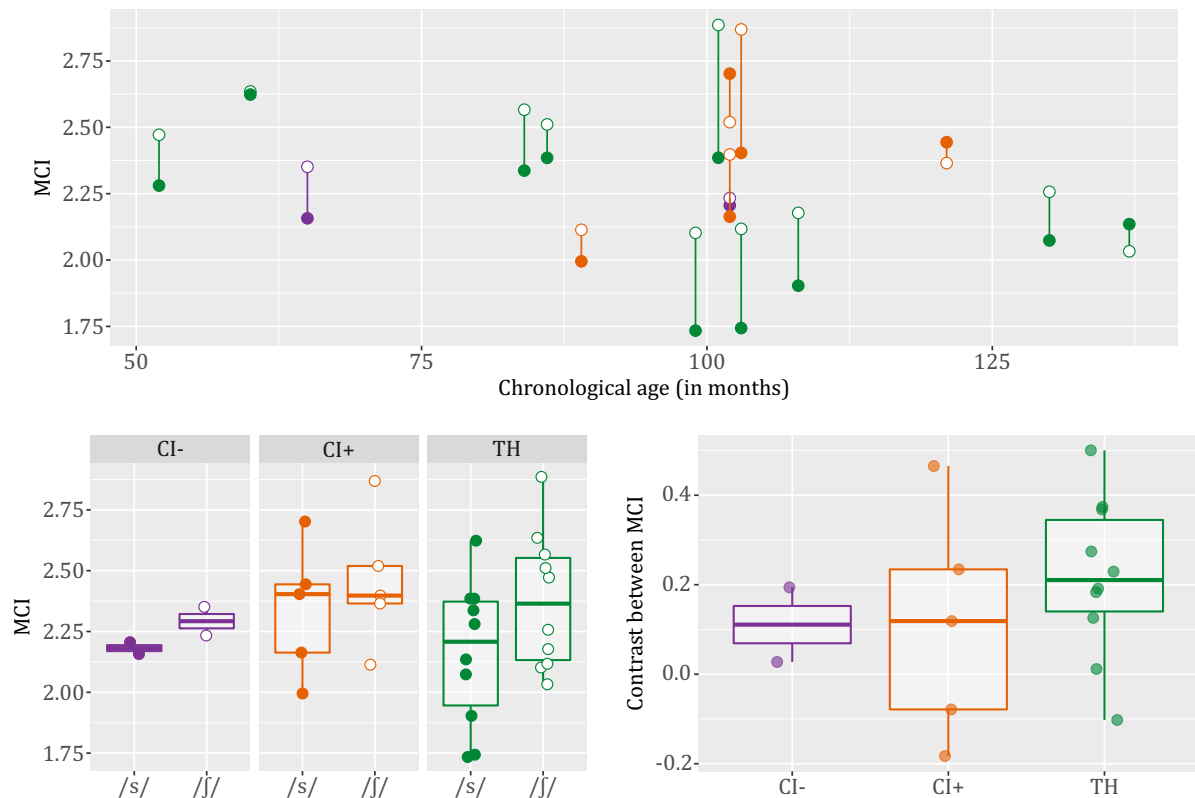 MCI
2.75
2.50
2.25
2.00
1.75
50 75 100 125
Chronological age (in months)
CI- CI+ TH
MCI
2.75
2.50
2.25
2.00
1.75
/s/ /ʃ/ /s/ /ʃ/ /s/ /ʃ/
Contrast between MCI
0.4
0.2
0.0
-0.2
CI- CI+ TH